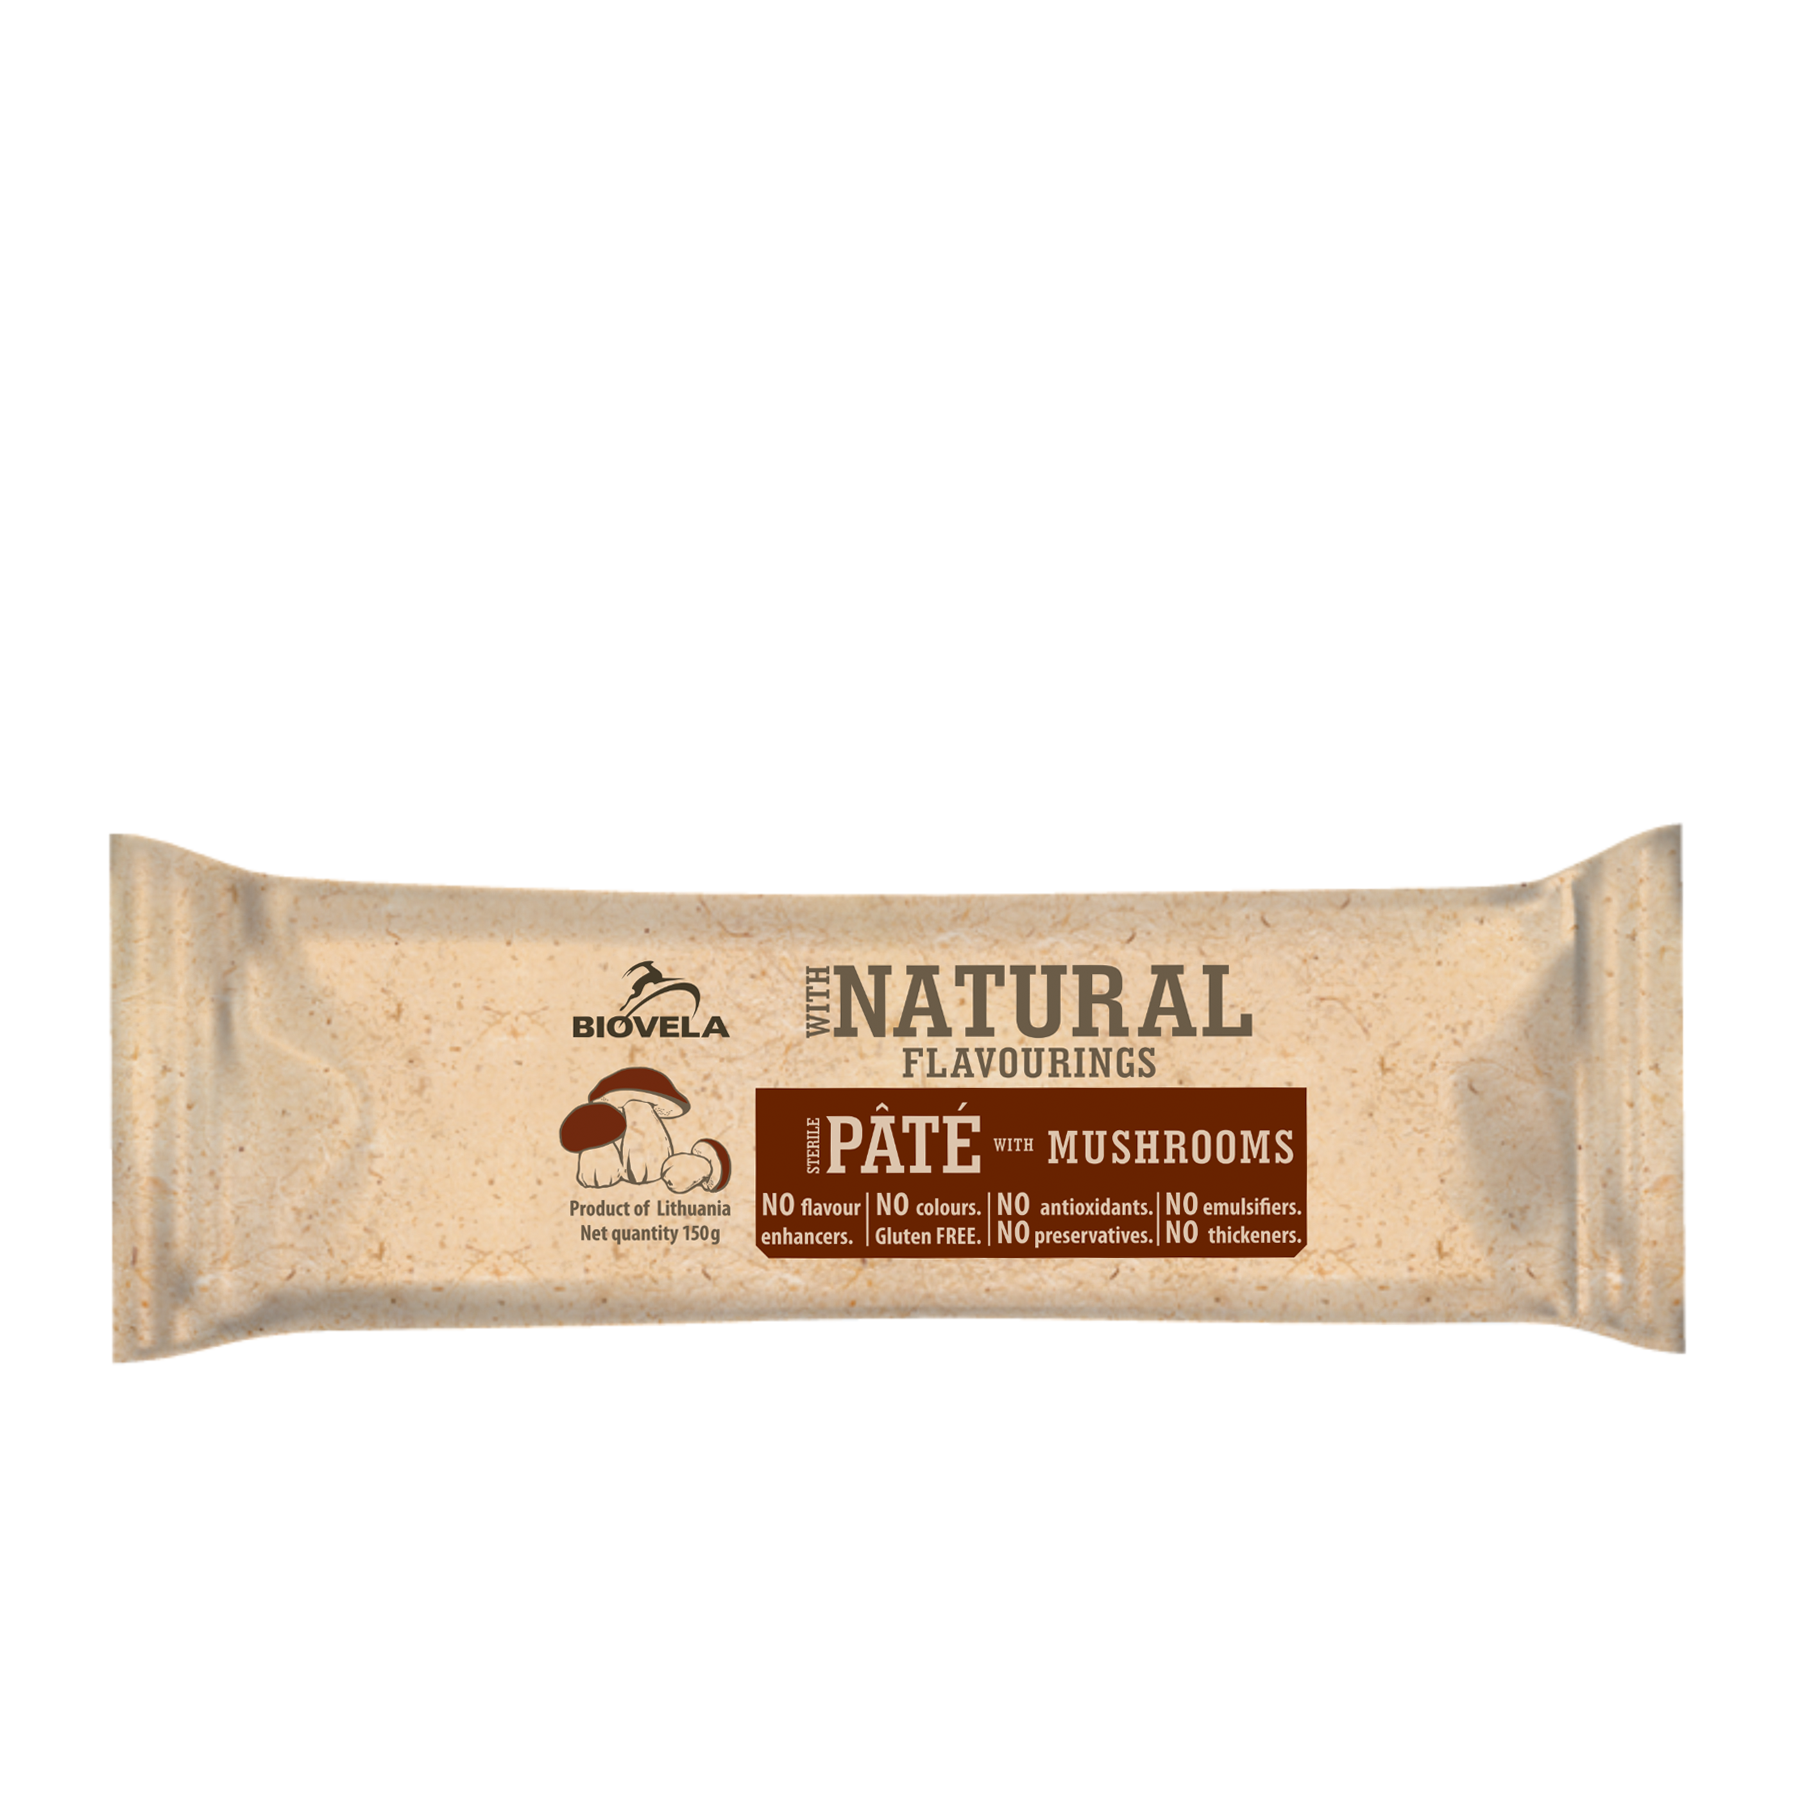 BIOVELA
WITH NATURAL
FLAVOURINGS
STERILE PÂTÉ WITH MUSHROOMS
NO flavour enhancers.
NO colours.
Gluten FREE.
NO antioxidants.
NO preservatives.
NO emulsifiers.
NO thickeners.
Product of Lithuania
Net quantity 150g